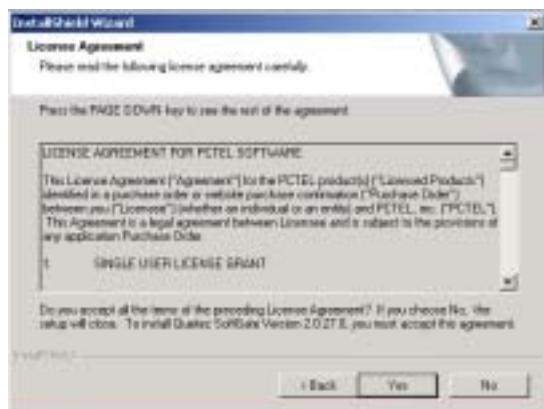 InstallShield Wizard
License Agreement
Please read the following license agreement carefully.
Press the PAGE DOWN key to see the rest of the agreement.
LICENSE AGREEMENT FOR PCTEL SOFTWARE
This License Agreement ("Agreement") for the PCTEL product(s) ("Licensed Products")
identified in a purchase order or website purchase confirmation ("Purchase Order")
between you ("Licensee") (whether an individual or an entity) and PCTEL, Inc. ("PCTEL").
This Agreement is a legal agreement between Licensee and is subject to the provisions of
any application Purchase Order.
1. SINGLE USER LICENSE GRANT
Do you accept all the terms of the preceding License Agreement? If you choose No, the
setup will close. To install Version 2.0.27.0, you must accept this agreement.
InstallShield
< Back
Yes
No